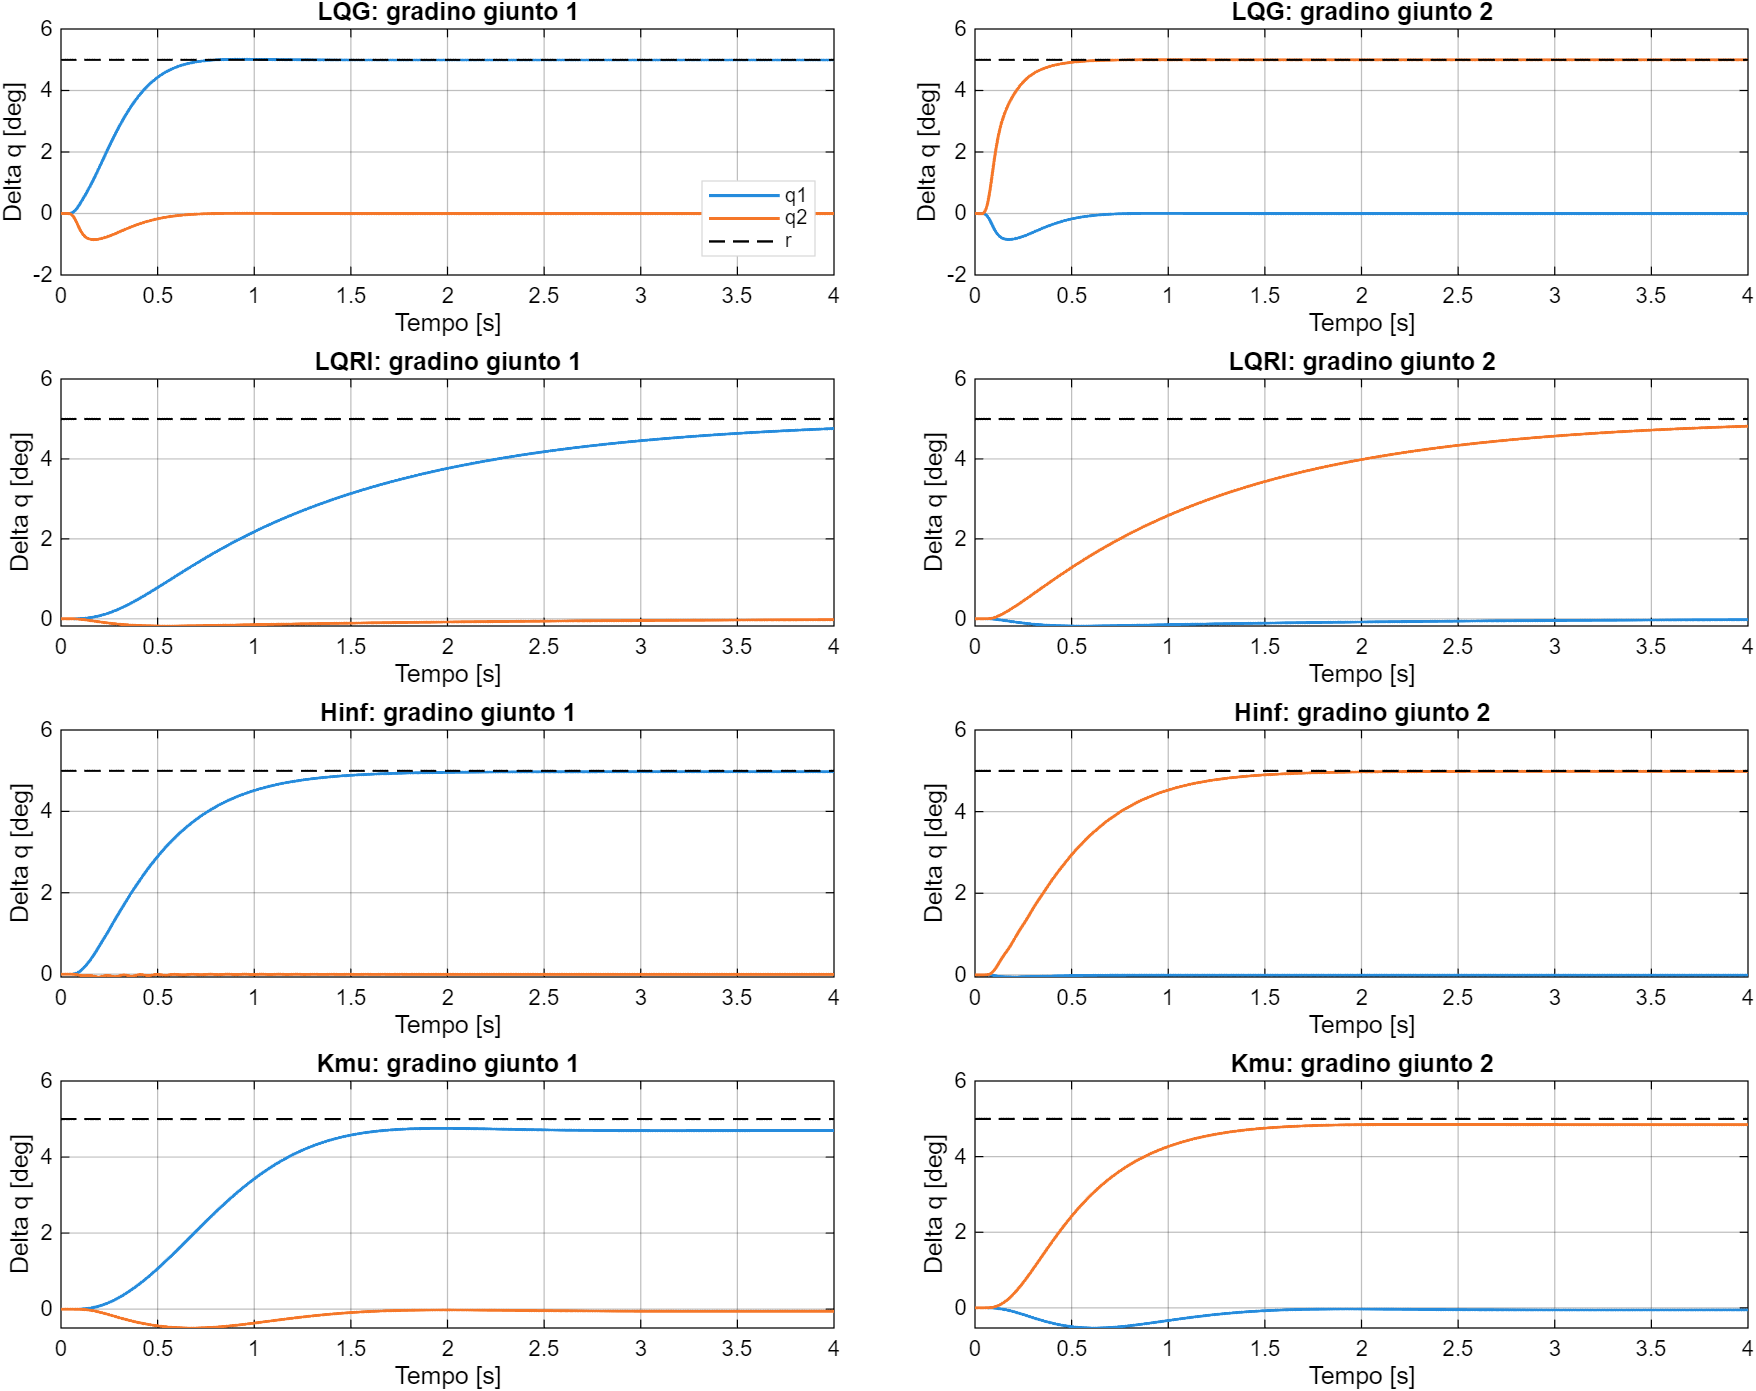 LQG: gradino giunto 1
6
4
2
0
-2
Delta q [deg]
q1
q2
r
0 0.5 1 1.5 2 2.5 3 3.5 4
Tempo [s]
LQG: gradino giunto 2
6
4
2
0
-2
Delta q [deg]
0 0.5 1 1.5 2 2.5 3 3.5 4
Tempo [s]
LQRI: gradino giunto 1
6
4
2
0
Delta q [deg]
0 0.5 1 1.5 2 2.5 3 3.5 4
Tempo [s]
LQRI: gradino giunto 2
6
4
2
0
Delta q [deg]
0 0.5 1 1.5 2 2.5 3 3.5 4
Tempo [s]
Hinf: gradino giunto 1
6
4
2
0
Delta q [deg]
0 0.5 1 1.5 2 2.5 3 3.5 4
Tempo [s]
Hinf: gradino giunto 2
6
4
2
0
Delta q [deg]
0 0.5 1 1.5 2 2.5 3 3.5 4
Tempo [s]
Kmu: gradino giunto 1
6
4
2
0
Delta q [deg]
0 0.5 1 1.5 2 2.5 3 3.5 4
Tempo [s]
Kmu: gradino giunto 2
6
4
2
0
Delta q [deg]
0 0.5 1 1.5 2 2.5 3 3.5 4
Tempo [s]